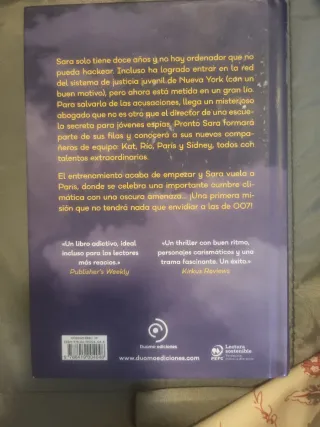 Sara solo tiene doce años y no hay ordenador que no
pueda hackear. Incluso ha logrado entrar en la red
del sistema de justicia juvenil de Nueva York (con un
buen motivo), pero ahora está metida en un gran lío.
Para salvarla de las acusaciones, llega un misterioso
abogado que no es otro que el director de una escue-
la secreta para jóvenes espías. Pronto Sara formará
parte de sus filas y conocerá a sus nuevos compa-
ñeros de equipo: Kat, Río, Paris y Sidney, todos con
talentos extraordinarios.
El entrenamiento acaba de empezar y Sara vuela a
París, donde se celebra una importante cumbre cli-
mática con una oscura amenaza... ¡Una primera mi-
sión que no tendrá nada que envidiar a las de 007!
«Un libro adictivo, ideal
incluso para los lectores
más reacios.»
Publisher's Weekly
«Un thriller con buen ritmo,
personajes carismáticos y una
trama fascinante. Un éxito.»
Kirkus Reviews
duomo ediciones
www.duomoediciones.com
PEFC
Lectura
sostenible